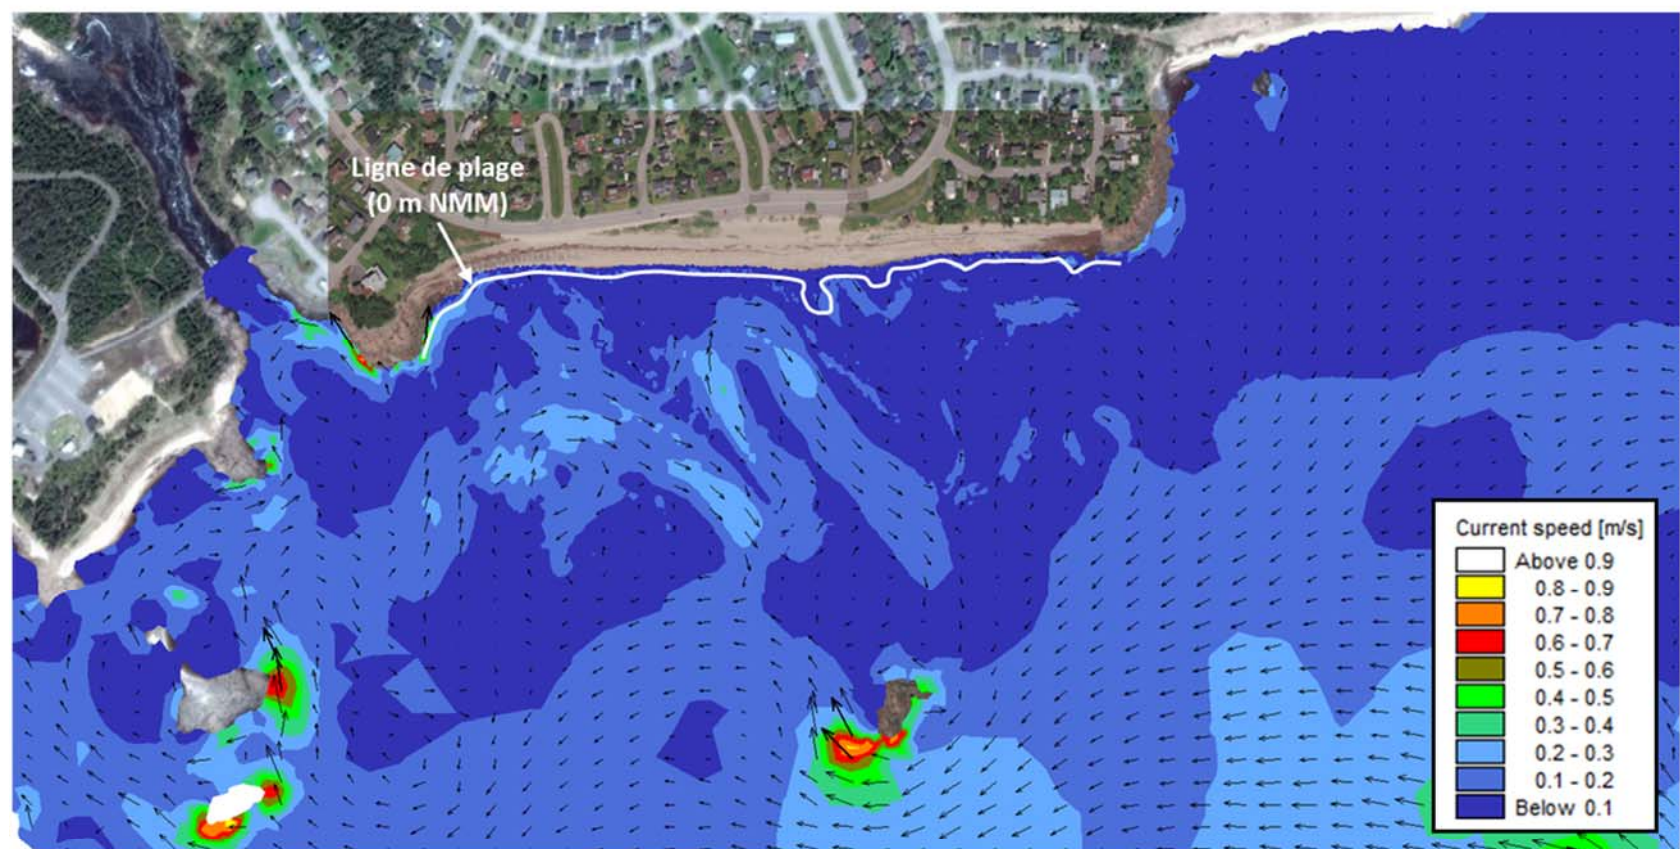 Ligne de plage
(0 m NMM)
Current speed [m/s]
Above 0.9
0.8 - 0.9
0.7 - 0.8
0.6 - 0.7
0.5 - 0.6
0.4 - 0.5
0.3 - 0.4
0.2 - 0.3
0.1 - 0.2
Below 0.1